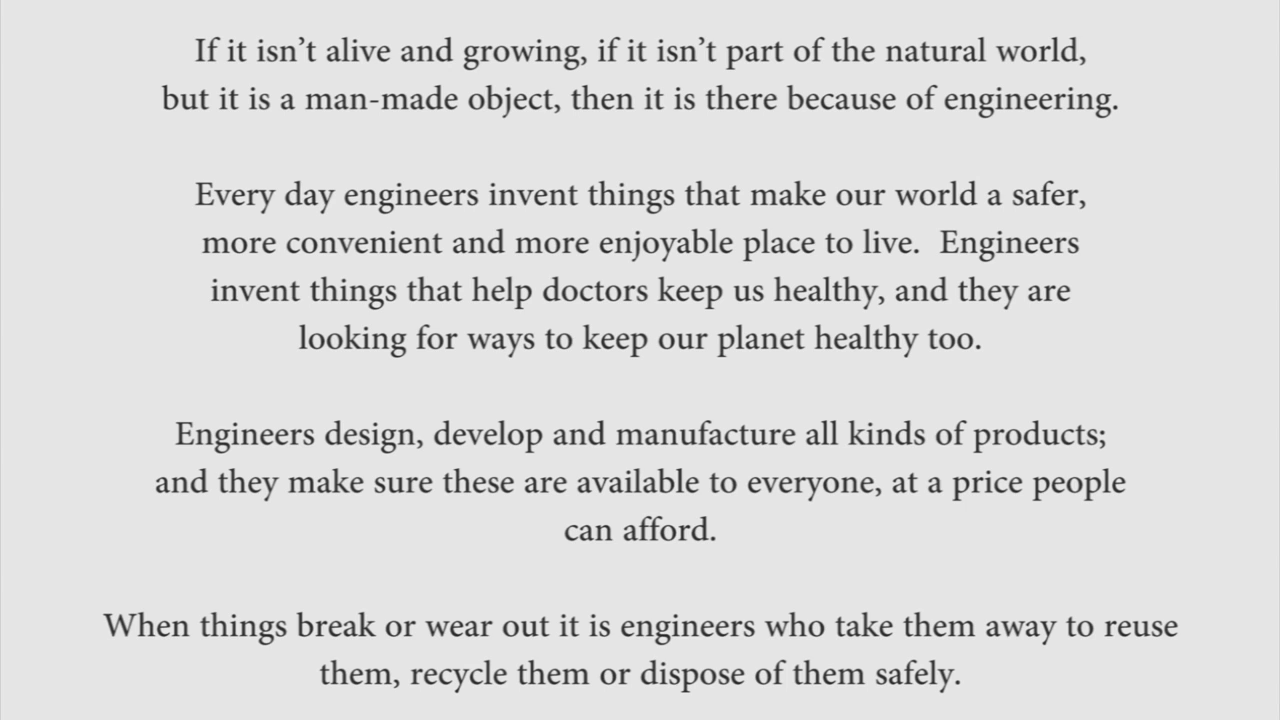 If it isn’t alive and growing, if it isn’t part of the natural world,
but it is a man-made object, then it is there because of engineering.
Every day engineers invent things that make our world a safer,
more convenient and more enjoyable place to live.  Engineers
invent things that help doctors keep us healthy, and they are
looking for ways to keep our planet healthy too.
Engineers design, develop and manufacture all kinds of products;
and they make sure these are available to everyone, at a price people
can afford.
When things break or wear out it is engineers who take them away to reuse
them, recycle them or dispose of them safely.